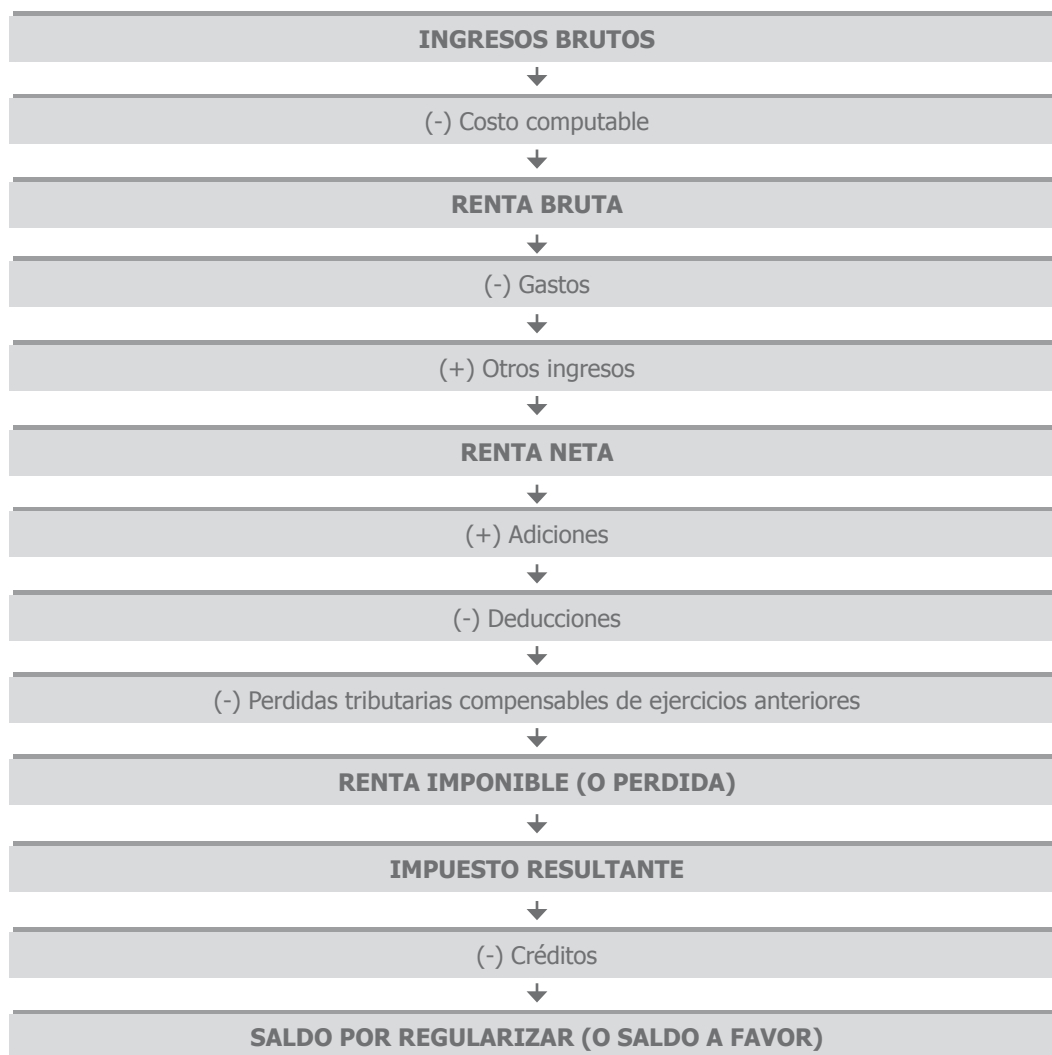 INGRESOS BRUTOS
(-) Costo computable
RENTA BRUTA
(-) Gastos
(+) Otros ingresos
RENTA NETA
(+) Adiciones
(-) Deducciones
(-) Perdidas tributarias compensables de ejercicios anteriores
RENTA IMPONIBLE (O PERDIDA)
IMPUESTO RESULTANTE
(-) Créditos
SALDO POR REGULARIZAR (O SALDO A FAVOR)